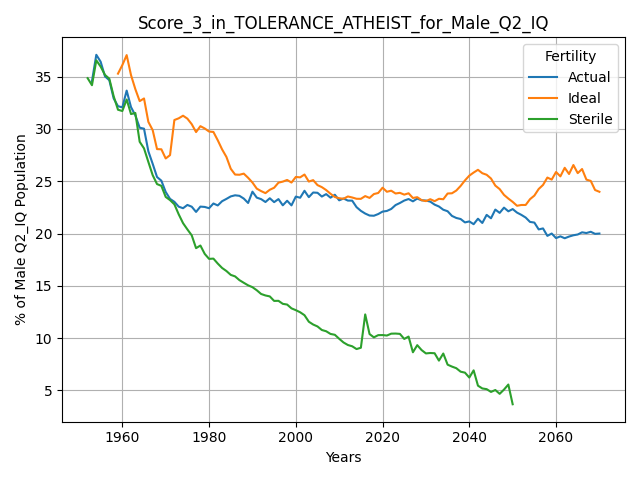 Score_3_in_TOLERANCE_ATHEIST_for_Male_Q2_IQ
Fertility
Actual
Ideal
Sterile
% of Male Q2_IQ Population
35
30
25
20
15
10
5
1960 1980 2000 2020 2040 2060
Years